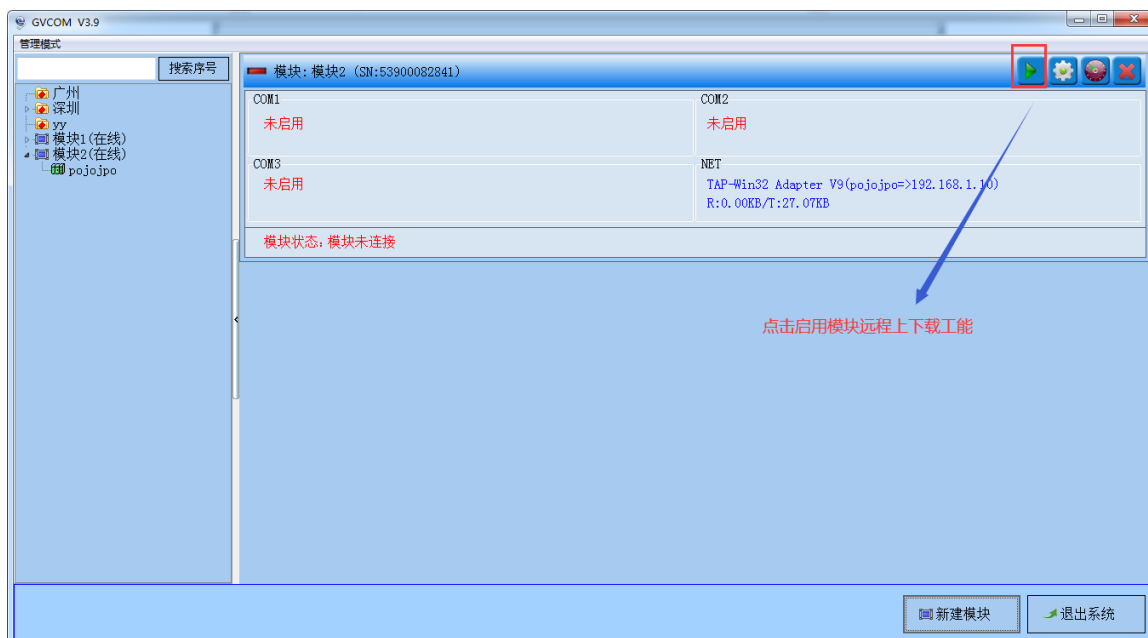 GVCOM V3.9
管理模式
搜索序号
模块:模块2 (SN:53900082841)
广州
深圳
yy
模块1(在线)
模块2(在线)
pojojpo
COM1
未启用
COM2
未启用
COM3
未启用
NET
TAP-Win32 Adapter V9(pojojpo=>192.168.1.10)
R:0.00KB/T:27.07KB
模块状态:模块未连接
点击启用模块远程上下载工能
新建模块
退出系统